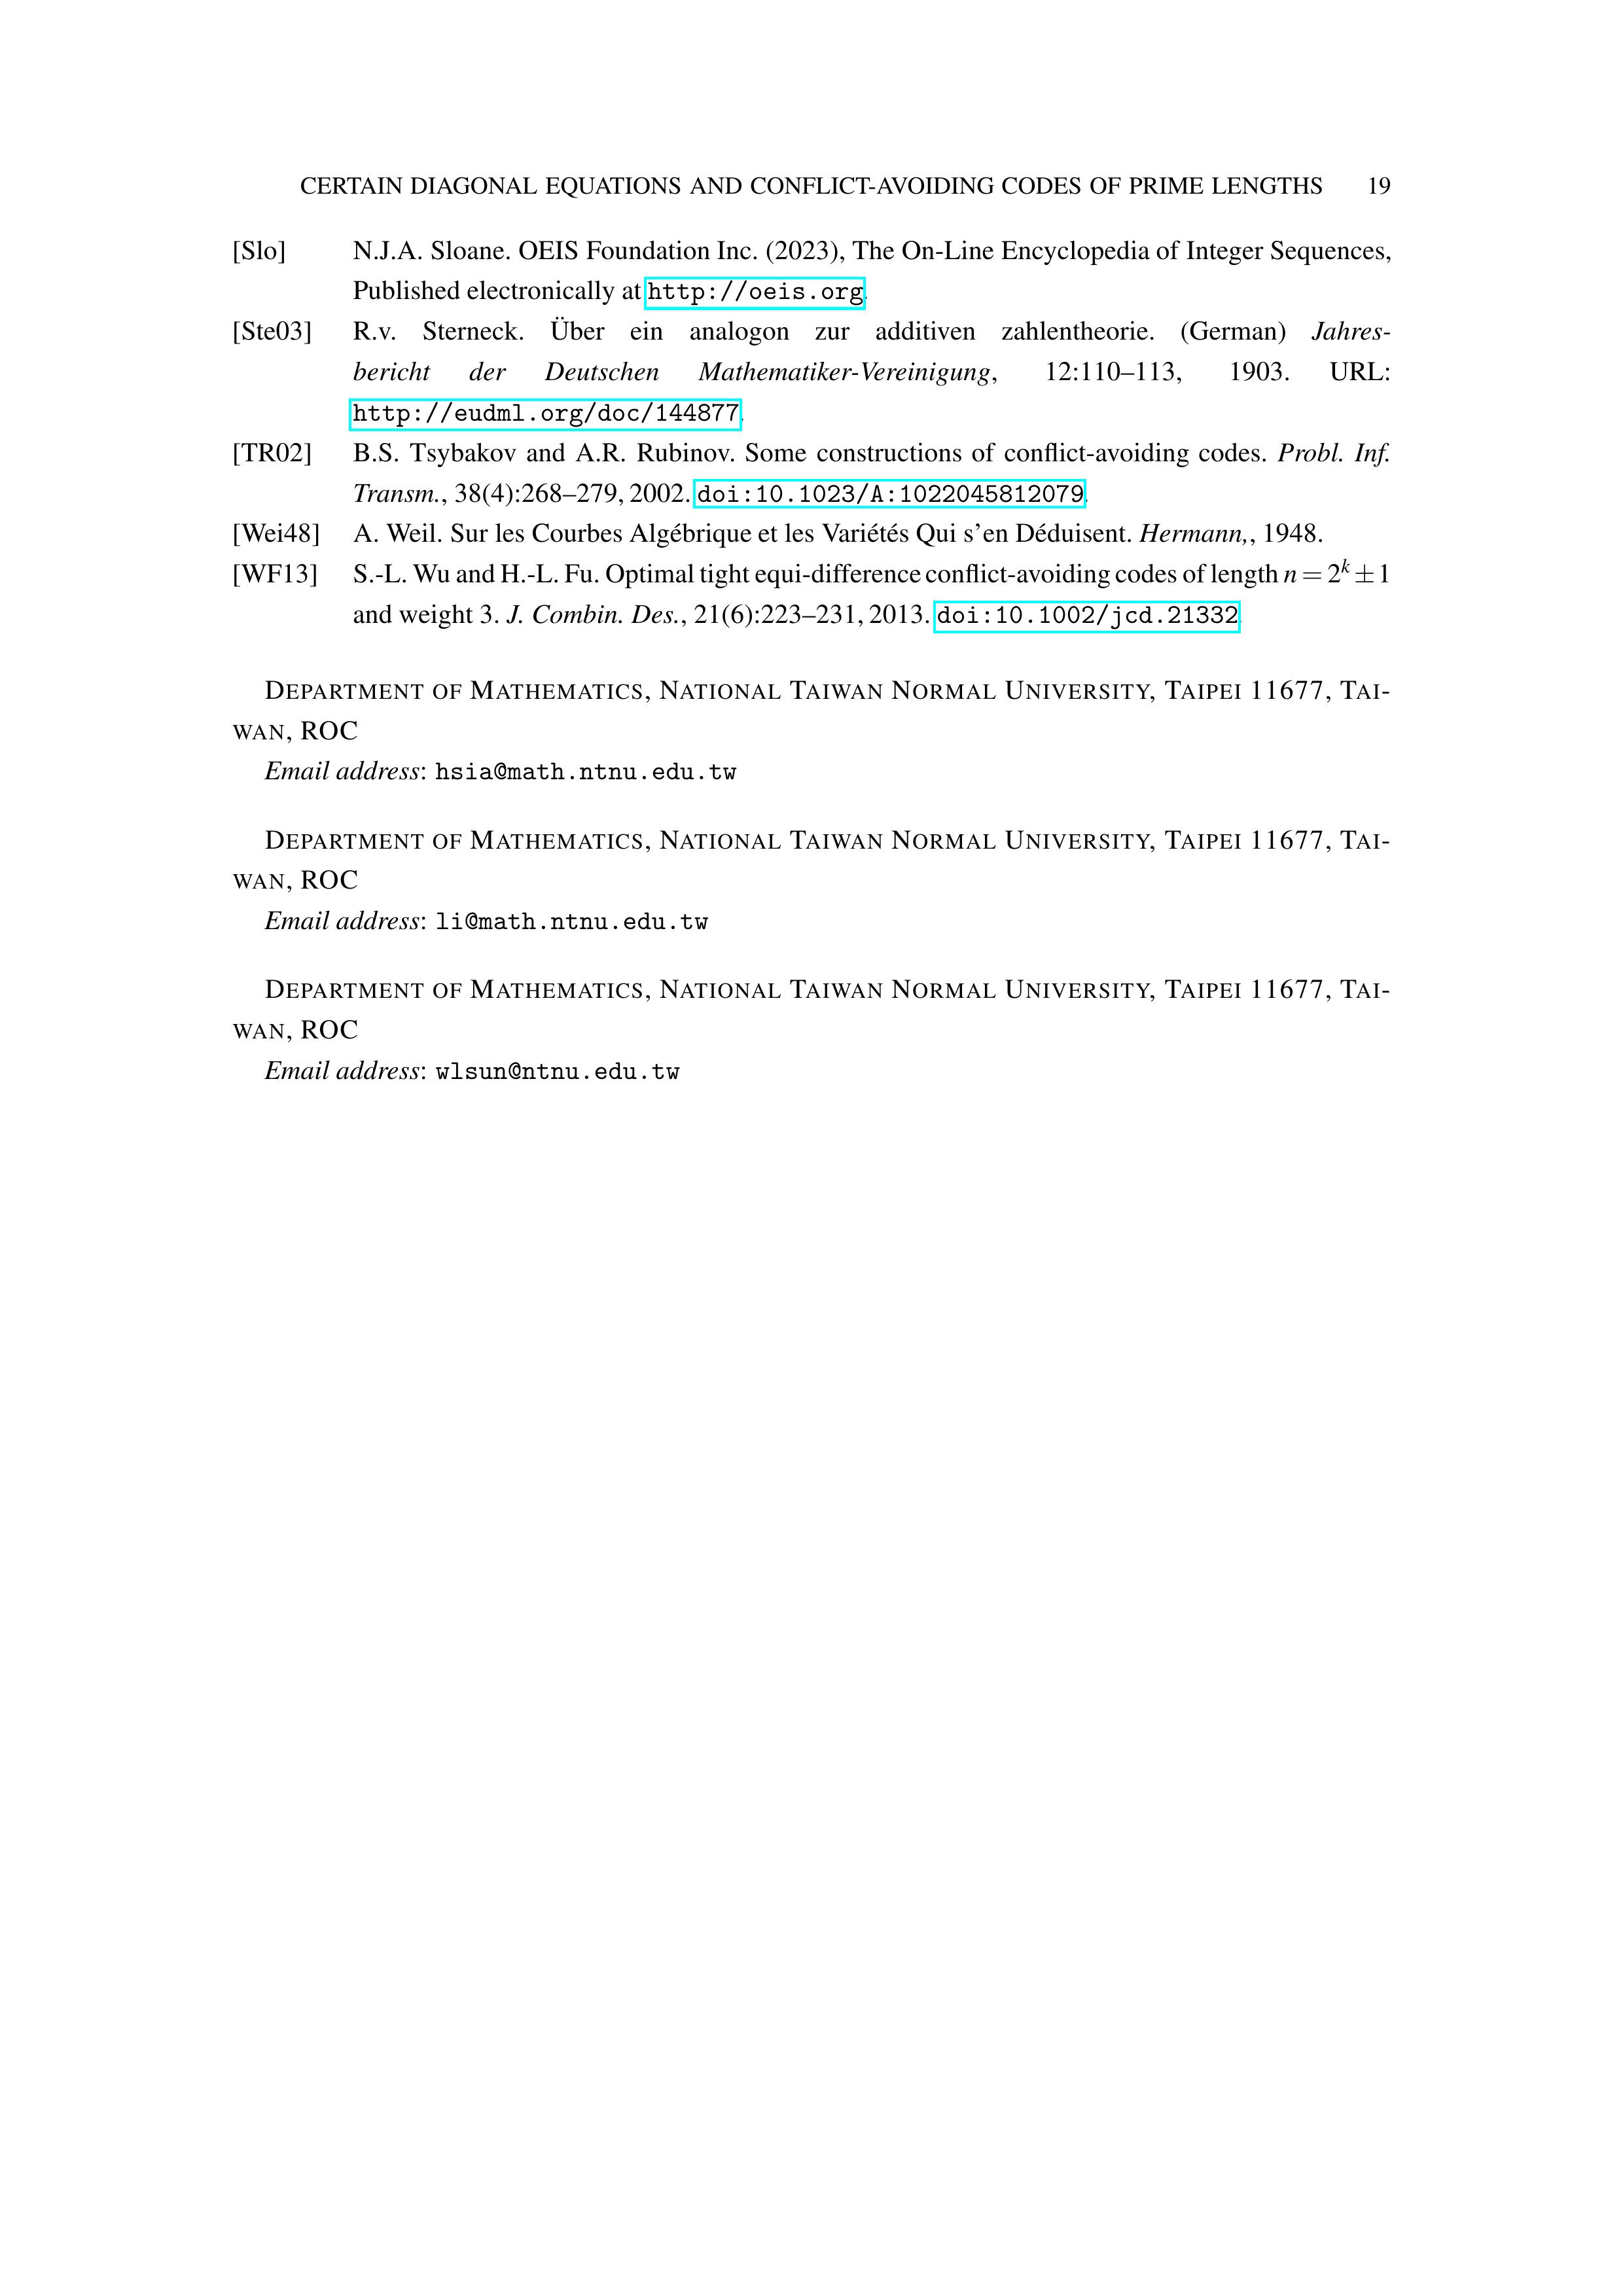 CERTAIN DIAGONAL EQUATIONS AND CONFLICT-AVOIDING CODES OF PRIME LENGTHS 19
[Slo] N.J.A. Sloane. OEIS Foundation Inc. (2023), The On-Line Encyclopedia of Integer Sequences,
Published electronically at http://oeis.org.
[Ste03] R.v. Sterneck. Über ein analogon zur additiven zahlentheorie. (German) Jahres-
bericht der Deutschen Mathematiker-Vereinigung, 12:110–113, 1903. URL:
http://eudml.org/doc/144877.
[TR02] B.S. Tsybakov and A.R. Rubinov. Some constructions of conflict-avoiding codes. Probl. Inf.
Transm., 38(4):268–279, 2002. doi:10.1023/A:1022045812079.
[Wei48] A. Weil. Sur les Courbes Algébrique et les Variétés Qui s'en Déduisent. Hermann,, 1948.
[WF13] S.-L. Wu and H.-L. Fu. Optimal tight equi-difference conflict-avoiding codes of length n = 2^k ± 1
and weight 3. J. Combin. Des., 21(6):223–231, 2013. doi:10.1002/jcd.21332.
DEPARTMENT OF MATHEMATICS, NATIONAL TAIWAN NORMAL UNIVERSITY, TAIPEI 11677, TAI-
WAN, ROC
Email address: hsia@math.ntnu.edu.tw
DEPARTMENT OF MATHEMATICS, NATIONAL TAIWAN NORMAL UNIVERSITY, TAIPEI 11677, TAI-
WAN, ROC
Email address: li@math.ntnu.edu.tw
DEPARTMENT OF MATHEMATICS, NATIONAL TAIWAN NORMAL UNIVERSITY, TAIPEI 11677, TAI-
WAN, ROC
Email address: wlsun@ntnu.edu.tw